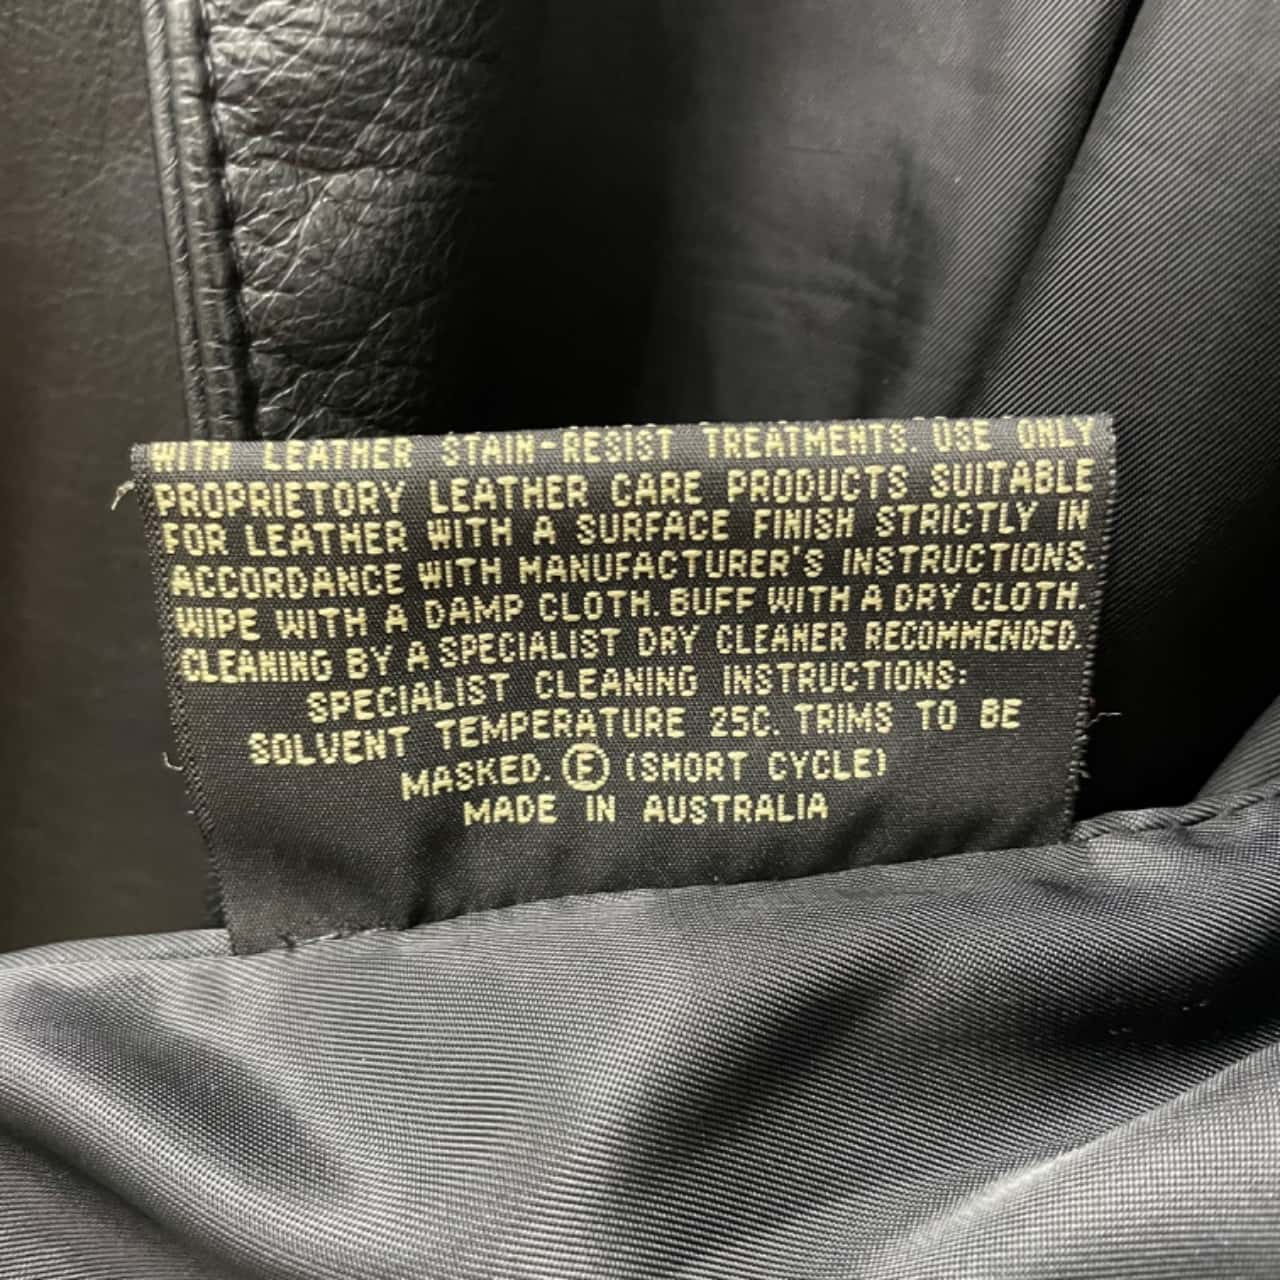 WITH LEATHER STAIN-RESIST TREATMENTS. USE ONLY
PROPRIETORY LEATHER CARE PRODUCTS SUITABLE
FOR LEATHER WITH A SURFACE FINISH STRICTLY IN
ACCORDANCE WITH MANUFACTURER'S INSTRUCTIONS.
WIPE WITH A DAMP CLOTH. BUFF WITH A DRY CLOTH.
CLEANING BY A SPECIALIST DRY CLEANER RECOMMENDED.
SPECIALIST CLEANING INSTRUCTIONS:
SOLVENT TEMPERATURE 25C. TRIMS TO BE
MASKED. Ⓕ (SHORT CYCLE)
MADE IN AUSTRALIA